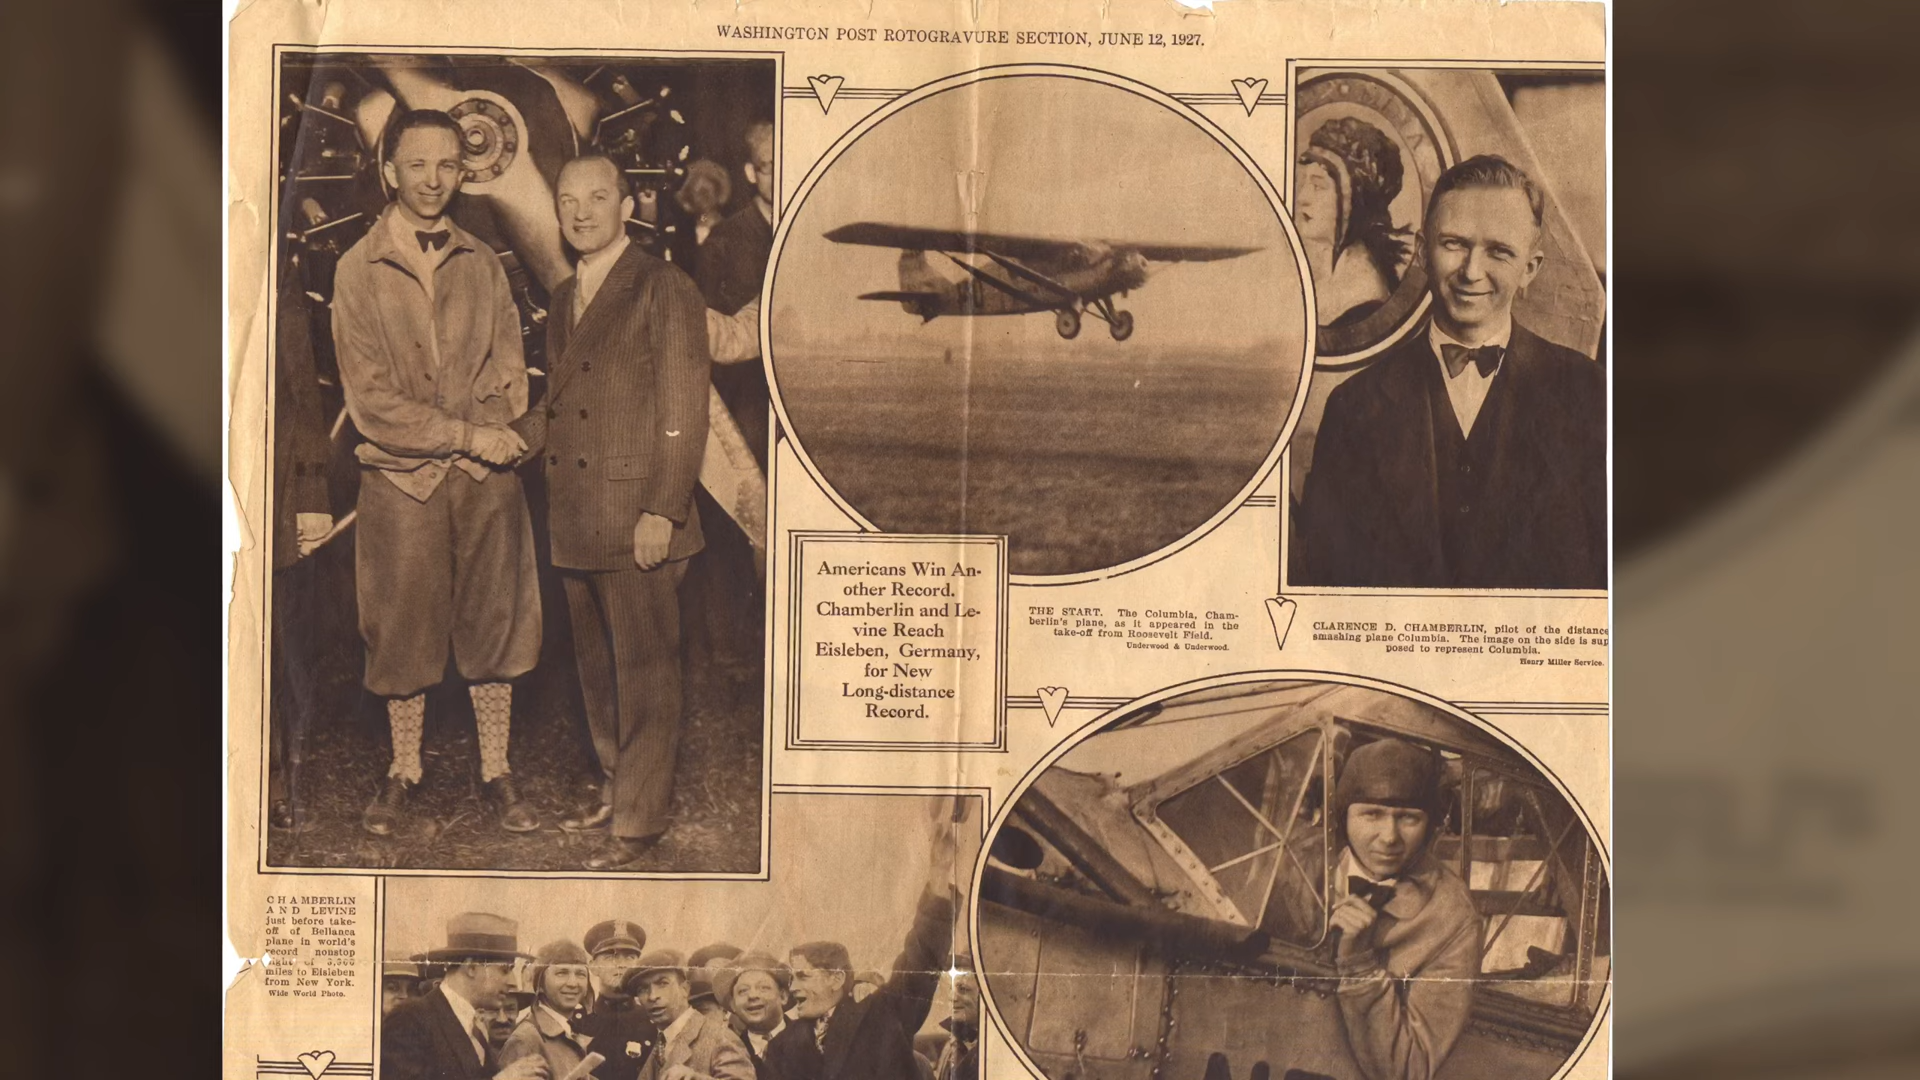 WASHINGTON POST ROTOGRAVURE SECTION, JUNE 12, 1927.
Americans Win An-
other Record.
Chamberlin and Le-
vine Reach
Eisleben, Germany,
for New
Long-distance
Record.
THE START. The Columbia, Cham-
berlin's plane, as it appeared in the
take-off from Roosevelt Field.
Underwood & Underwood.
CLARENCE D. CHAMBERLIN, pilot of the distance
smashing plane Columbia. The image on the side is sup
posed to represent Columbia.
Henry Miller Service.
CHAMBERLIN
AND LEVINE
just before take-
off of Bellanca
plane in world's
record nonstop
flight of
miles to Eisleben
from New York.
Wide World Photo.